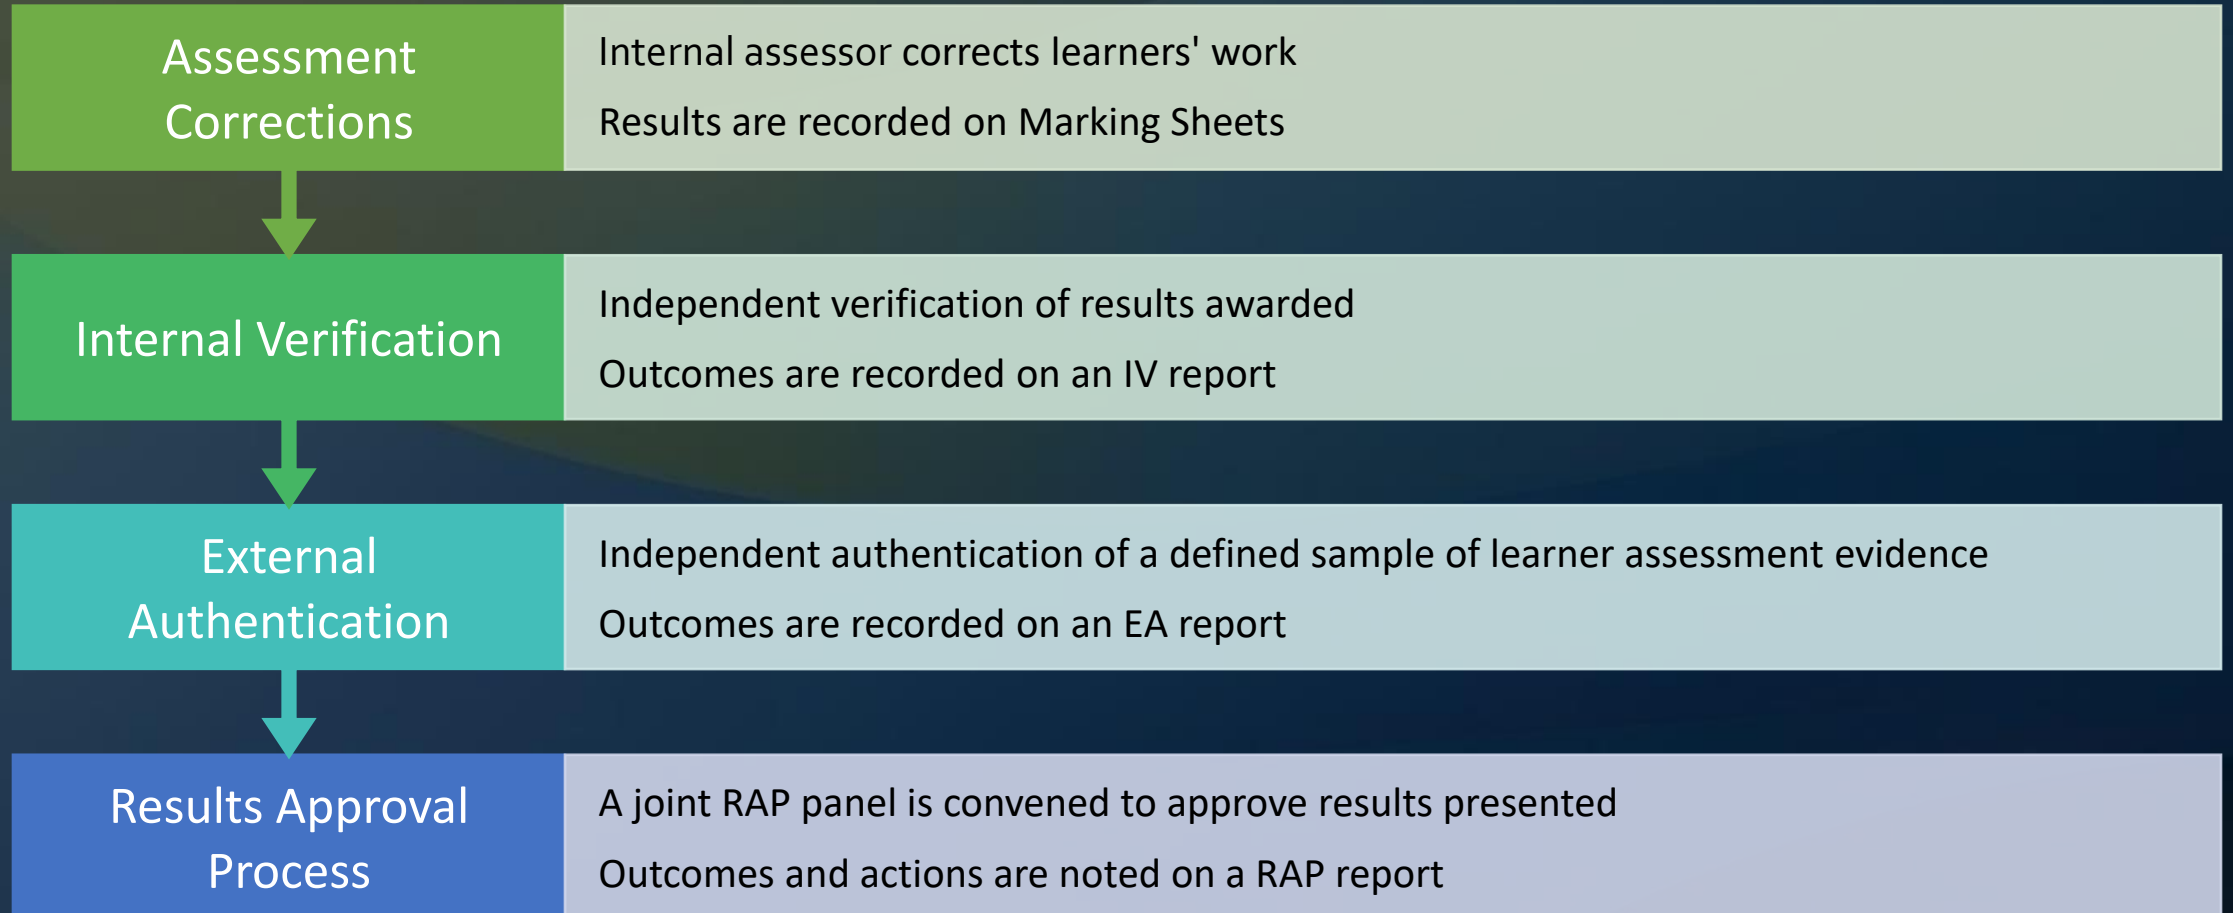 Assessment
Corrections
Internal assessor corrects learners' work
Results are recorded on Marking Sheets
Internal Verification
Independent verification of results awarded
Outcomes are recorded on an IV report
External
Authentication
Independent authentication of a defined sample of learner assessment evidence
Outcomes are recorded on an EA report
Results Approval
Process
A joint RAP panel is convened to approve results presented
Outcomes and actions are noted on a RAP report